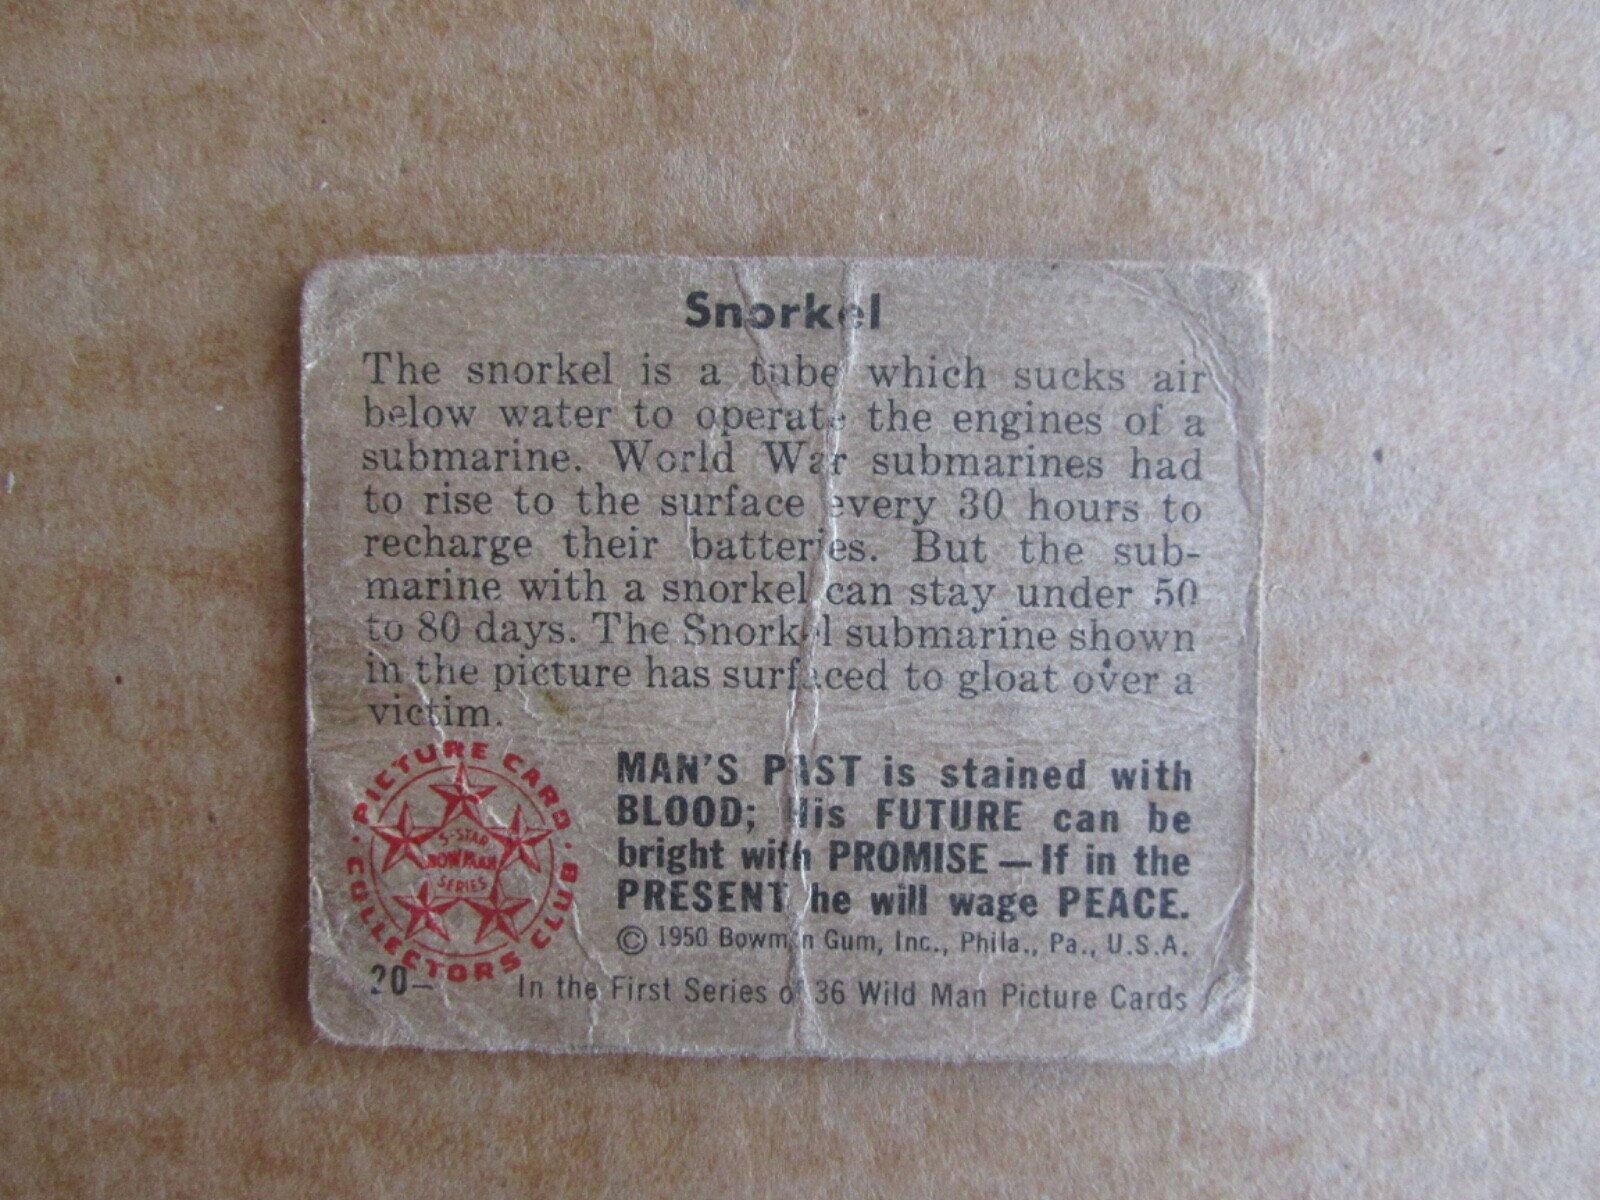 Snorkel
The snorkel is a tube which sucks air
below water to operate the engines of a
submarine. World War submarines had
to rise to the surface every 30 hours to
recharge their batteries. But the sub-
marine with a snorkel can stay under 50
to 80 days. The Snorkel submarine shown
in the picture has surfaced to gloat over a
victim.
PICTURE CARD
COLLECTORS CLUB
5-STAR
BOWMAN
SERIES
MAN'S PAST is stained with
BLOOD; His FUTURE can be
bright with PROMISE — If in the
PRESENT he will wage PEACE.
© 1950 Bowman Gum, Inc., Phila., Pa., U.S.A.
20— In the First Series of 36 Wild Man Picture Cards